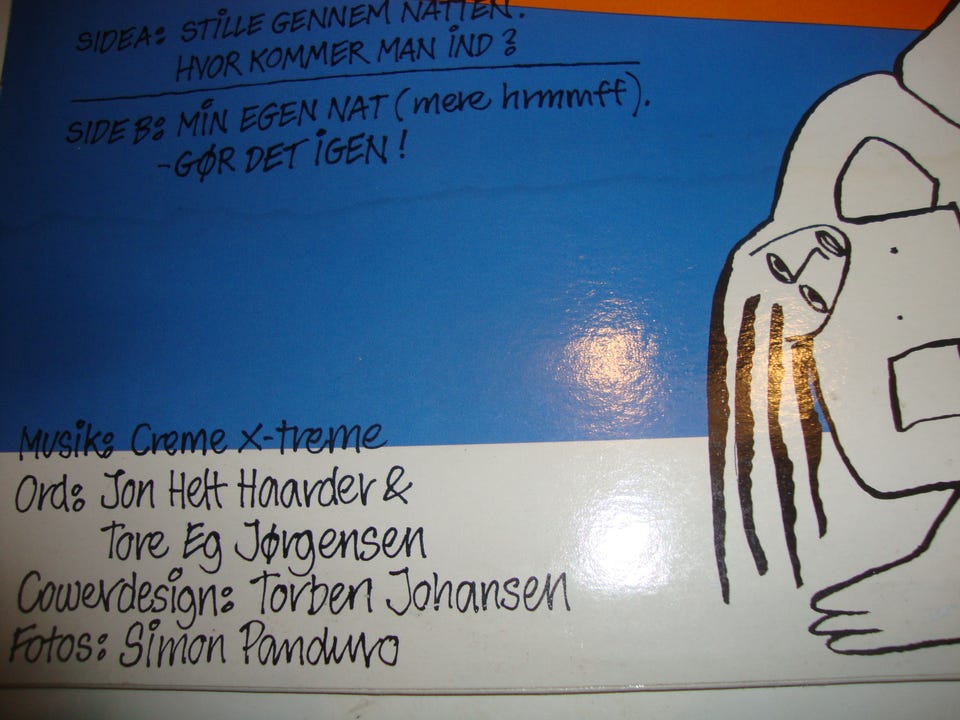 SIDEA: STILLE GENNEM NATTEN.
HVOR KOMMER MAN IND?
SIDE B: MIN EGEN NAT (mere hrmmff).
-GØR DET IGEN!
Musik: Creme X-treme
Ord: Jon Helt Haarder &
Tore Eg Jørgensen
Cowerdesign: Torben Johansen
Fotos: Simon Panduro